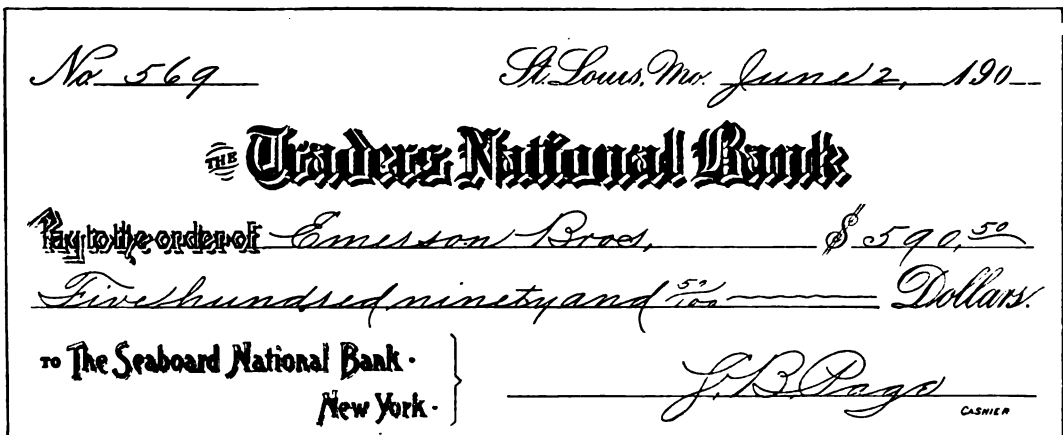 No. 569 St. Louis, Mo. June 2, 190
THE Traders National Bank
Pay to the order of Emerson Bros, $590.50
Five hundred ninety and 50/100 Dollars.
TO The Seaboard National Bank.
New York.
J. B. Page
CASHIER